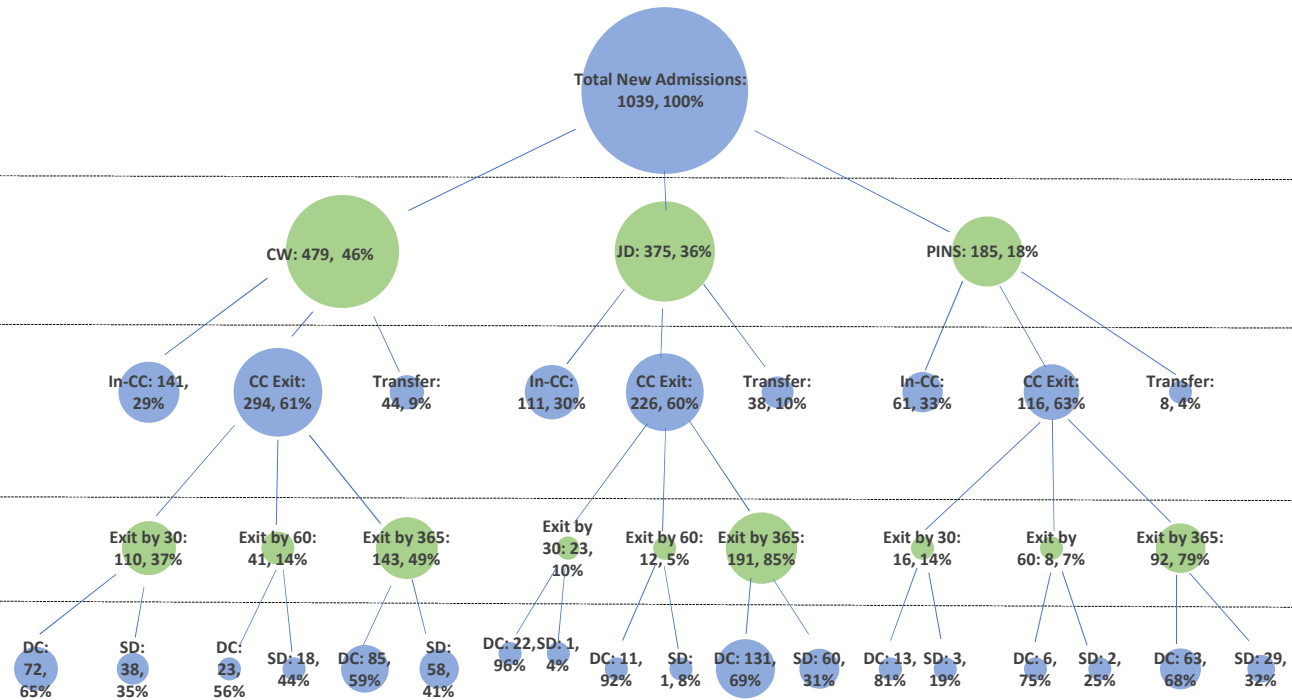 Total New Admissions:
1039, 100%
CW: 479, 46%
JD: 375, 36%
PINS: 185, 18%
In-CC: 141,
29%
CC Exit:
294, 61%
Transfer:
44, 9%
In-CC:
111, 30%
CC Exit:
226, 60%
Transfer:
38, 10%
In-CC:
61, 33%
CC Exit:
116, 63%
Transfer:
8, 4%
Exit by 30:
110, 37%
Exit by 60:
41, 14%
Exit by 365:
143, 49%
Exit by
30: 23,
10%
Exit by 60:
12, 5%
Exit by 365:
191, 85%
Exit by 30:
16, 14%
Exit by
60: 8, 7%
Exit by 365:
92, 79%
DC:
72,
65%
SD:
38,
35%
DC:
23,
56%
SD: 18,
44%
DC: 85,
59%
SD:
58,
41%
DC: 22,
96%
SD: 1,
4%
DC: 11,
92%
SD:
1, 8%
DC: 131,
69%
SD: 60,
31%
DC: 13,
81%
SD: 3,
19%
DC: 6,
75%
SD: 2,
25%
DC: 63,
68%
SD: 29,
32%